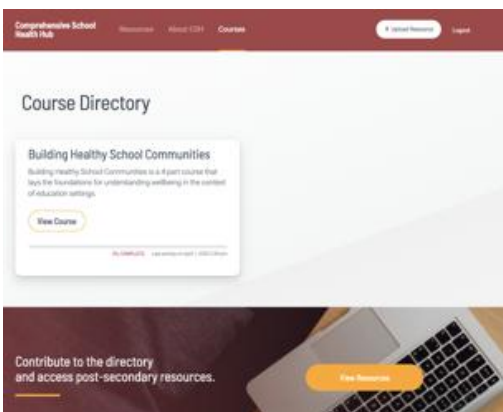 Comprehensive School
Health Hub
Resources About CSH Courses
Upload Resource
Logout
Course Directory
Building Healthy School Communities
Building Healthy School Communities is a 4 part course that
lays the foundations for understanding wellbeing in the context
of education settings.
View Course
COMPLETE
Contribute to the directory
and access post-secondary resources.
View Resources